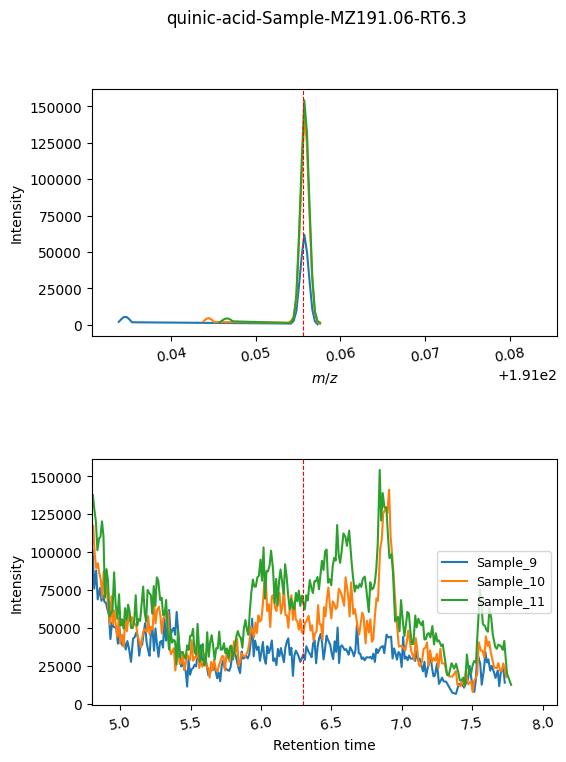 quinic-acid-Sample-MZ191.06-RT6.3
150000
125000
100000
75000
50000
25000
0
Intensity
0.04 0.05 0.06 0.07 0.08
m/z
+1.91e2
150000
125000
100000
75000
50000
25000
0
Intensity
Sample_9
Sample_10
Sample_11
5.0 5.5 6.0 6.5 7.0 7.5 8.0
Retention time